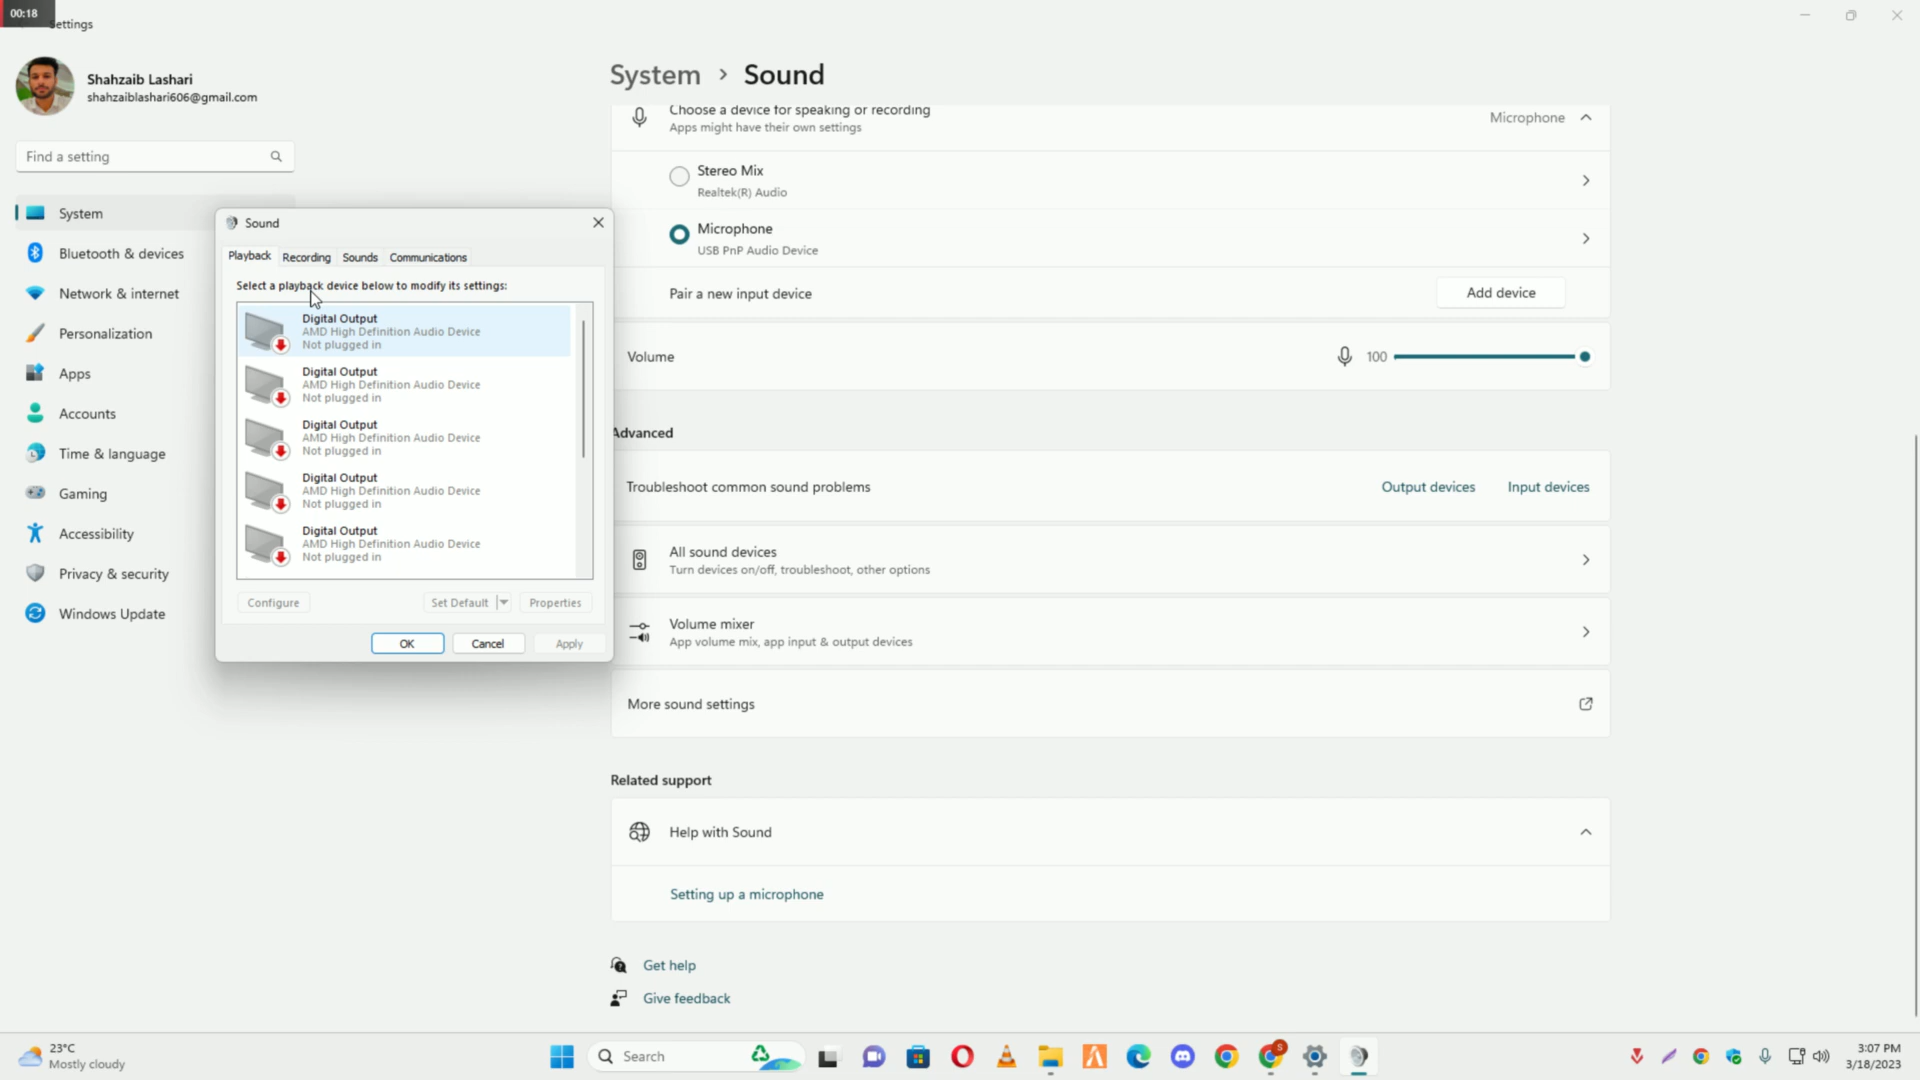 00:18
Settings
Shahzaib Lashari
shahzaiblashari606@gmail.com
Find a setting
System
Bluetooth & devices
Network & internet
Personalization
Apps
Accounts
Time & language
Gaming
Accessibility
Privacy & security
Windows Update
Sound
Playback Recording Sounds Communications
Select a playback device below to modify its settings:
Digital Output
AMD High Definition Audio Device
Not plugged in
Digital Output
AMD High Definition Audio Device
Not plugged in
Digital Output
AMD High Definition Audio Device
Not plugged in
Digital Output
AMD High Definition Audio Device
Not plugged in
Digital Output
AMD High Definition Audio Device
Not plugged in
Configure Set Default Properties
OK Cancel Apply
System > Sound
Choose a device for speaking or recording
Apps might have their own settings
Microphone
Stereo Mix
Realtek(R) Audio
Microphone
USB PnP Audio Device
Pair a new input device
Add device
Volume
100
Advanced
Troubleshoot common sound problems
Output devices Input devices
All sound devices
Turn devices on/off, troubleshoot, other options
Volume mixer
App volume mix, app input & output devices
More sound settings
Related support
Help with Sound
Setting up a microphone
Get help
Give feedback
23°C
Mostly cloudy
Search
S
3:07 PM
3/18/2023